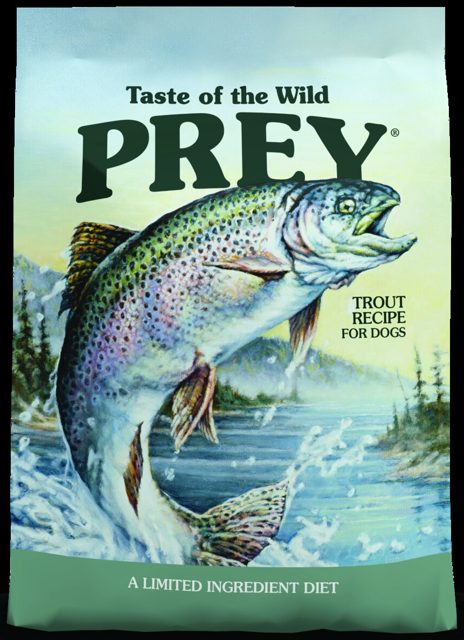 Taste of the Wild
PREY®
TROUT
RECIPE
FOR DOGS
A LIMITED INGREDIENT DIET